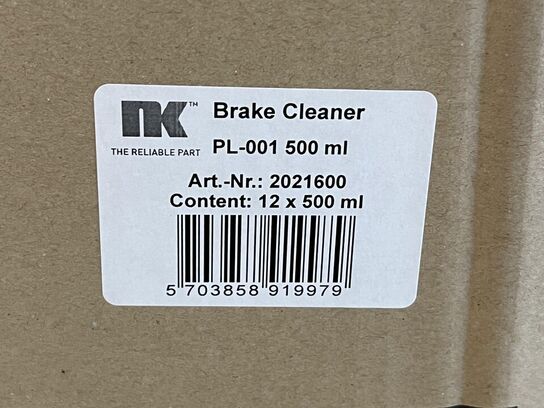 NK™
THE RELIABLE PART
Brake Cleaner
PL-001 500 ml
Art.-Nr.: 2021600
Content: 12 x 500 ml
5 703858 919979